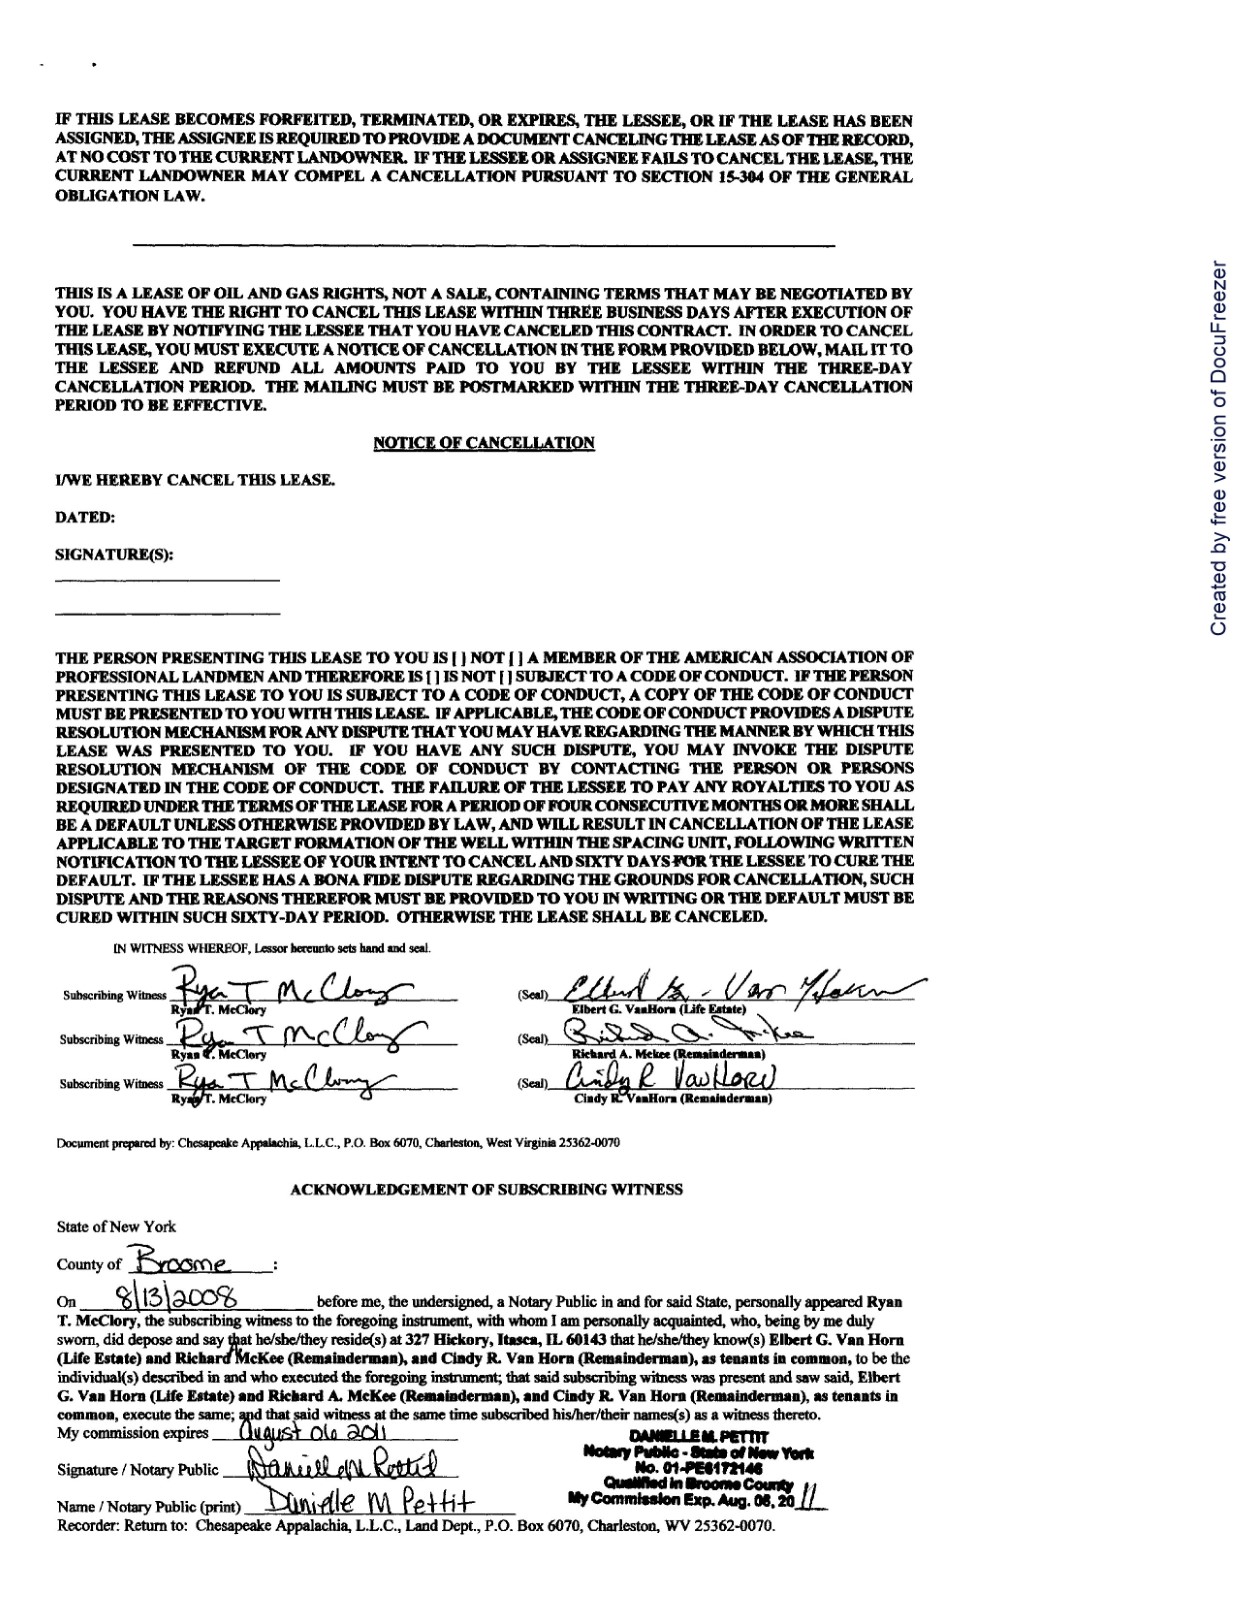 IF THIS LEASE BECOMES FORFEITED, TERMINATED, OR EXPIRES, THE LESSEE, OR IF THE LEASE HAS BEEN
ASSIGNED, THE ASSIGNEE IS REQUIRED TO PROVIDE A DOCUMENT CANCELING THE LEASE AS OF THE RECORD,
AT NO COST TO THE CURRENT LANDOWNER. IF THE LESSEE OR ASSIGNEE FAILS TO CANCEL THE LEASE, THE
CURRENT LANDOWNER MAY COMPEL A CANCELLATION PURSUANT TO SECTION 15-304 OF THE GENERAL
OBLIGATION LAW.
THIS IS A LEASE OF OIL AND GAS RIGHTS, NOT A SALE, CONTAINING TERMS THAT MAY BE NEGOTIATED BY
YOU. YOU HAVE THE RIGHT TO CANCEL THIS LEASE WITHIN THREE BUSINESS DAYS AFTER EXECUTION OF
THE LEASE BY NOTIFYING THE LESSEE THAT YOU HAVE CANCELED THIS CONTRACT. IN ORDER TO CANCEL
THIS LEASE, YOU MUST EXECUTE A NOTICE OF CANCELLATION IN THE FORM PROVIDED BELOW, MAIL IT TO
THE LESSEE AND REFUND ALL AMOUNTS PAID TO YOU BY THE LESSEE WITHIN THE THREE-DAY
CANCELLATION PERIOD. THE MAILING MUST BE POSTMARKED WITHIN THE THREE-DAY CANCELLATION
PERIOD TO BE EFFECTIVE.
NOTICE OF CANCELLATION
I/WE HEREBY CANCEL THIS LEASE.
DATED:
SIGNATURE(S):
THE PERSON PRESENTING THIS LEASE TO YOU IS [ ] NOT [ ] A MEMBER OF THE AMERICAN ASSOCIATION OF
PROFESSIONAL LANDMEN AND THEREFORE IS [ ] IS NOT [ ] SUBJECT TO A CODE OF CONDUCT. IF THE PERSON
PRESENTING THIS LEASE TO YOU IS SUBJECT TO A CODE OF CONDUCT, A COPY OF THE CODE OF CONDUCT
MUST BE PRESENTED TO YOU WITH THIS LEASE. IF APPLICABLE, THE CODE OF CONDUCT PROVIDES A DISPUTE
RESOLUTION MECHANISM FOR ANY DISPUTE THAT YOU MAY HAVE REGARDING THE MANNER BY WHICH THIS
LEASE WAS PRESENTED TO YOU. IF YOU HAVE ANY SUCH DISPUTE, YOU MAY INVOKE THE DISPUTE
RESOLUTION MECHANISM OF THE CODE OF CONDUCT BY CONTACTING THE PERSON OR PERSONS
DESIGNATED IN THE CODE OF CONDUCT. THE FAILURE OF THE LESSEE TO PAY ANY ROYALTIES TO YOU AS
REQUIRED UNDER THE TERMS OF THE LEASE FOR A PERIOD OF FOUR CONSECUTIVE MONTHS OR MORE SHALL
BE A DEFAULT UNLESS OTHERWISE PROVIDED BY LAW, AND WILL RESULT IN CANCELLATION OF THE LEASE
APPLICABLE TO THE TARGET FORMATION OF THE WELL WITHIN THE SPACING UNIT, FOLLOWING WRITTEN
NOTIFICATION TO THE LESSEE OF YOUR INTENT TO CANCEL AND SIXTY DAYS FOR THE LESSEE TO CURE THE
DEFAULT. IF THE LESSEE HAS A BONA FIDE DISPUTE REGARDING THE GROUNDS FOR CANCELLATION, SUCH
DISPUTE AND THE REASONS THEREFOR MUST BE PROVIDED TO YOU IN WRITING OR THE DEFAULT MUST BE
CURED WITHIN SUCH SIXTY-DAY PERIOD. OTHERWISE THE LEASE SHALL BE CANCELED.
IN WITNESS WHEREOF, Lessor hereunto sets hand and seal.
Subscribing Witness Ryan T McClory (Seal) Elbert G. Van Horn
Ryan T. McClory Elbert G. VanHorn (Life Estate)
Subscribing Witness Ryan T McClory (Seal) Richard A. McKee
Ryan T. McClory Richard A. Mckee (Remainderman)
Subscribing Witness Ryan T McClory (Seal) Cindy R VanHorn
Ryan T. McClory Cindy R. VanHorn (Remainderman)
Document prepared by: Chesapeake Appalachia, L.L.C., P.O. Box 6070, Charleston, West Virginia 25362-0070
ACKNOWLEDGEMENT OF SUBSCRIBING WITNESS
State of New York
County of Broome :
On 8/13/2008 before me, the undersigned, a Notary Public in and for said State, personally appeared Ryan
T. McClory, the subscribing witness to the foregoing instrument, with whom I am personally acquainted, who, being by me duly
sworn, did depose and say that he/she/they reside(s) at 327 Hickory, Itasca, IL 60143 that he/she/they know(s) Elbert G. Van Horn
(Life Estate) and Richard A McKee (Remainderman), and Cindy R. Van Horn (Remainderman), as tenants in common, to be the
individual(s) described in and who executed the foregoing instrument; that said subscribing witness was present and saw said, Elbert
G. Van Horn (Life Estate) and Richard A. McKee (Remainderman), and Cindy R. Van Horn (Remainderman), as tenants in
common, execute the same; and that said witness at the same time subscribed his/her/their names(s) as a witness thereto.
My commission expires August 06 2011
Signature / Notary Public Danielle M Pettit
Name / Notary Public (print) Danielle M Pettit
DANIELLE M. PETTIT
Notary Public - State of New York
No. 01-PE6172146
Qualified in Broome County
My Commission Exp. Aug. 06, 2011
Recorder: Return to: Chesapeake Appalachia, L.L.C., Land Dept., P.O. Box 6070, Charleston, WV 25362-0070.
Created by free version of DocuFreezer